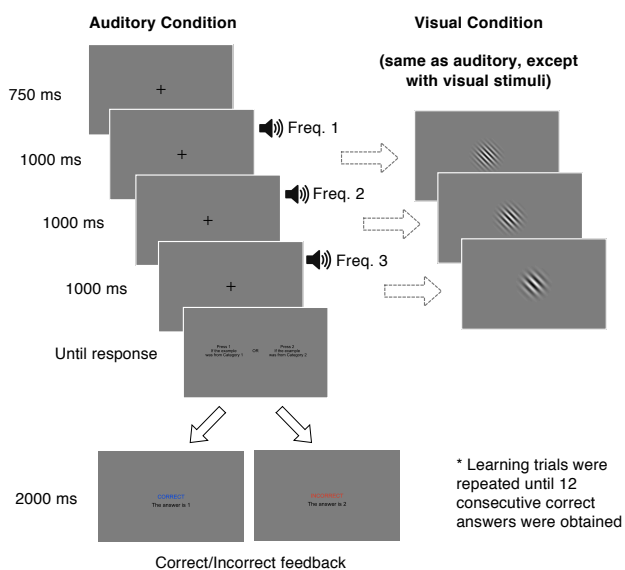 Auditory Condition
Visual Condition
(same as auditory, except
with visual stimuli)
750 ms
Freq. 1
1000 ms
Freq. 2
1000 ms
Freq. 3
1000 ms
Until response
Press 1
if the example
was from Category 1
OR
Press 2
if the example
was from Category 2
2000 ms
CORRECT
The answer is 1
INCORRECT
The answer is 2
* Learning trials were
repeated until 12
consecutive correct
answers were obtained
Correct/Incorrect feedback